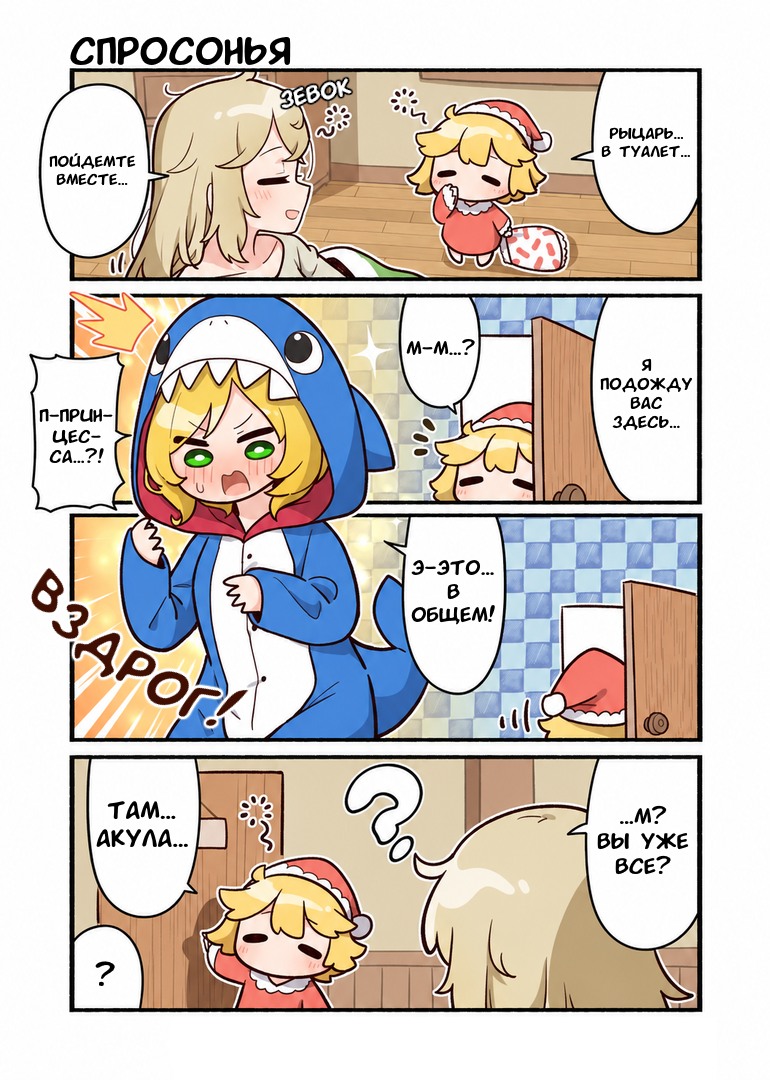 СПРОСОНЬЯ
РЫЦАРЬ...
В ТУАЛЕТ...
ЗЕВОК
ПОЙДЕМТЕ
ВМЕСТЕ...
Я
ПОДОЖДУ
ВАС
ЗДЕСЬ...
М-М...?
П-ПРИН-
ЦЕС-
СА...?!
Э-ЭТО...
В
ОБЩЕМ!
ВЗДРОГ!
...М?
ВЫ УЖЕ
ВСЕ?
?
ТАМ...
АКУЛА...
?